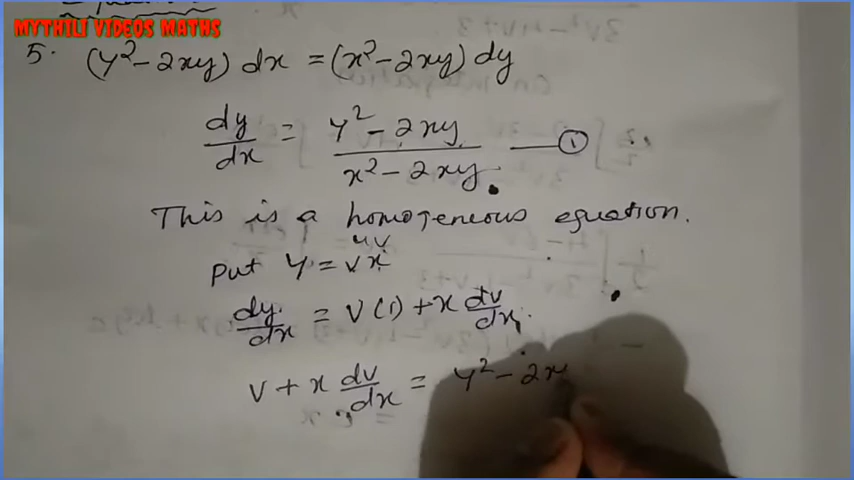 MYTHILI VIDEOS MATHS
5. (y² - 2xy) dx = (x² - 2xy) dy
dy/dx = (y² - 2xy)/(x² - 2xy) — ①
This is a homogeneous equation.
u v
Put y = vx
dy/dx = v(1) + x dv/dx
v + x dv/dx = y² - 2x